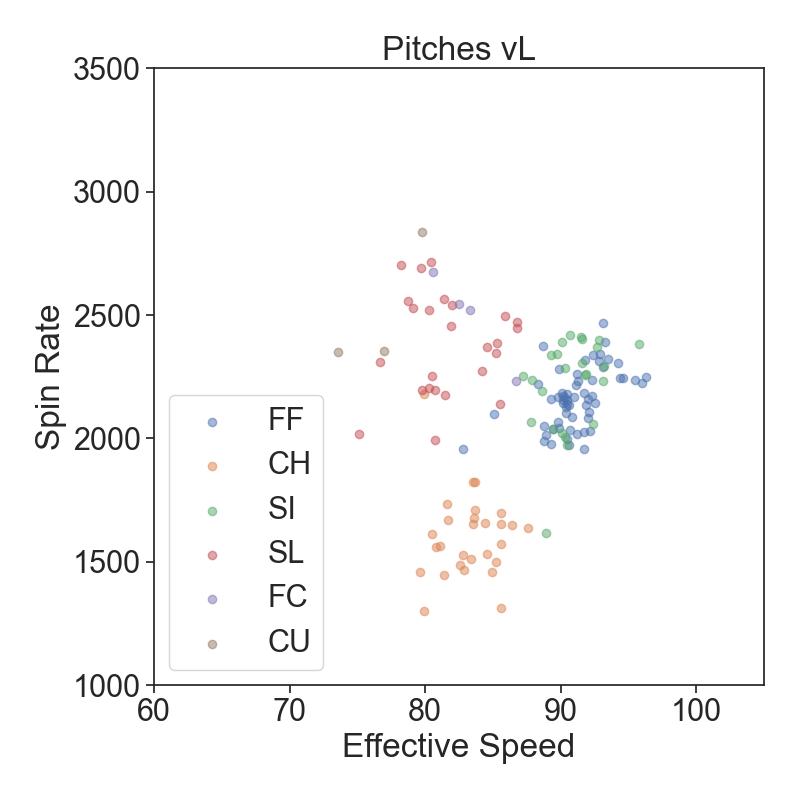 Pitches vL
3500
3000
2500
2000
1500
1000
Spin Rate
FF
CH
SI
SL
FC
CU
60 70 80 90 100
Effective Speed